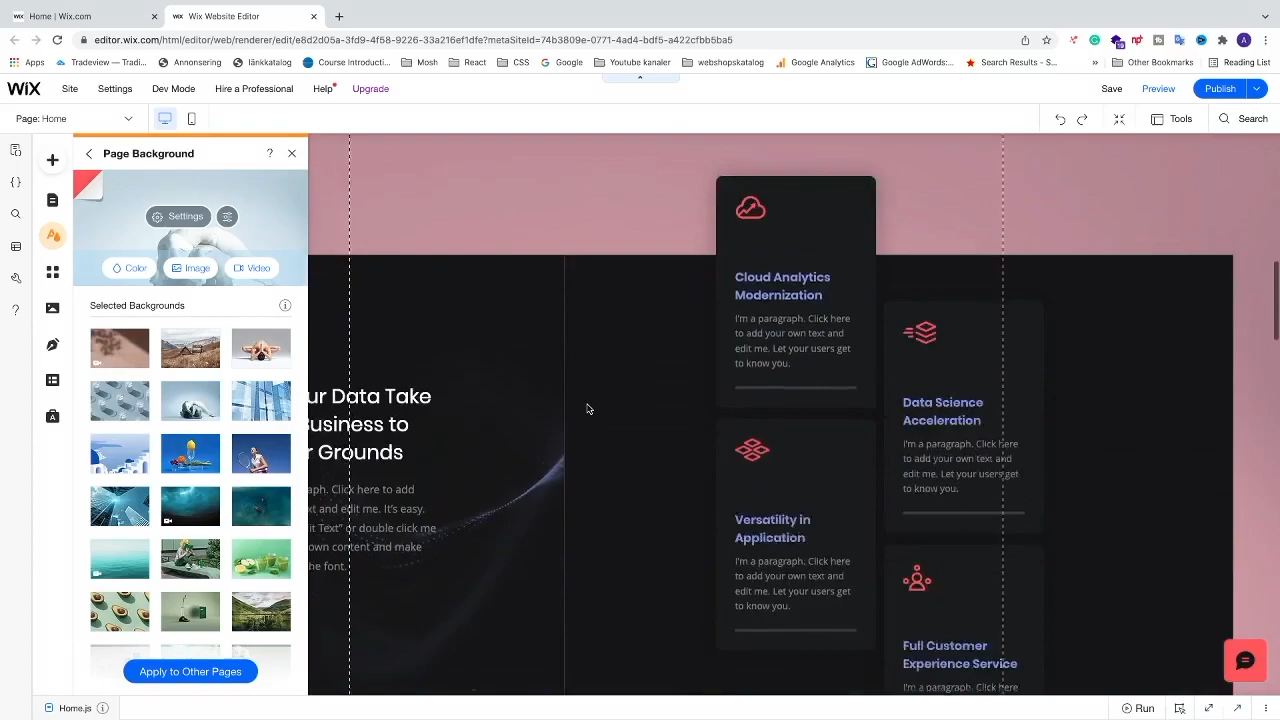 Home | Wix.com
Wix Website Editor
editor.wix.com/html/editor/web/renderer/edit/e8d2d05a-3fd9-4f58-9226-33a216ef1dfe?metaSiteId=74b3809e-0771-4ad4-bdf5-a422cfbb5ba5
Apps
Tradeview – Tradi...
Annonsering
länkkatalog
Course Introducti...
Mosh
React
CSS
Google
Youtube kanaler
webshopskatalog
Google Analytics
Google AdWords:...
Search Results - S...
Other Bookmarks
Reading List
WiX
Site
Settings
Dev Mode
Hire a Professional
Help
Upgrade
Save
Preview
Publish
Page: Home
Tools
Search
Page Background
?
Settings
Color
Image
Video
Selected Backgrounds
Apply to Other Pages
ur Data Take
usiness to
r Grounds
aph. Click here to add
xt and edit me. It's easy.
it Text" or double click me
own content and make
the font.
Cloud Analytics
Modernization
I'm a paragraph. Click here
to add your own text and
edit me. Let your users get
to know you.
Data Science
Acceleration
I'm a paragraph. Click here
to add your own text and
edit me. Let your users get
to know you.
Versatility in
Application
I'm a paragraph. Click here
to add your own text and
edit me. Let your users get
to know you.
Full Customer
Experience Service
I'm a paragraph. Click here
Home.js
Run